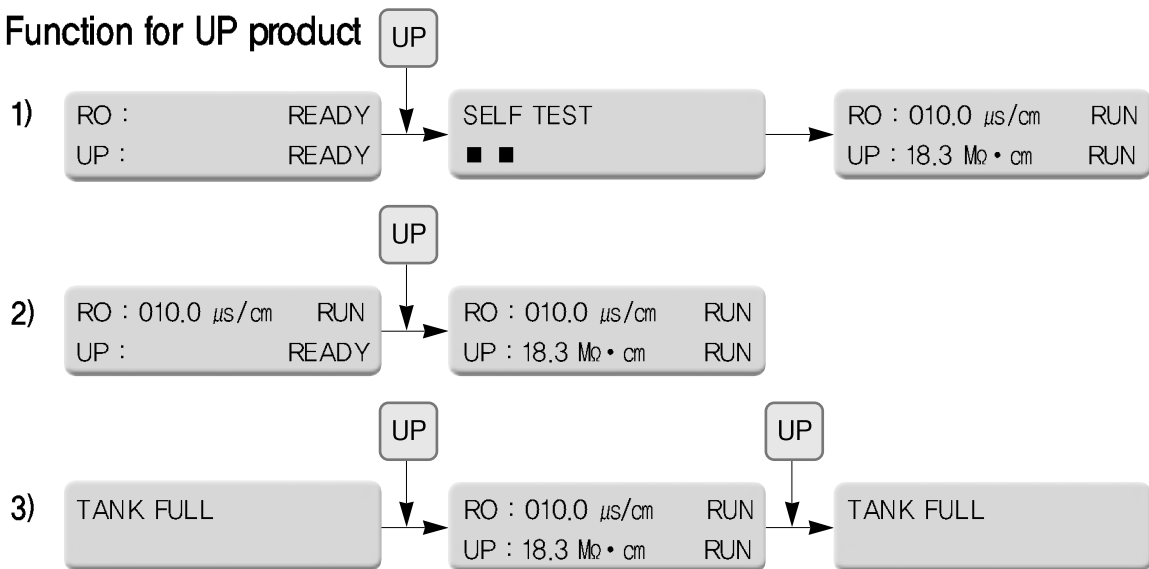 Function for UP product
UP
1)
RO : READY
UP : READY
SELF TEST
■ ■
RO : 010.0 μs/cm RUN
UP : 18.3 MΩ • cm RUN
UP
2)
RO : 010.0 μs/cm RUN
UP : READY
RO : 010.0 μs/cm RUN
UP : 18.3 MΩ • cm RUN
UP
UP
3)
TANK FULL
RO : 010.0 μs/cm RUN
UP : 18.3 MΩ • cm RUN
TANK FULL